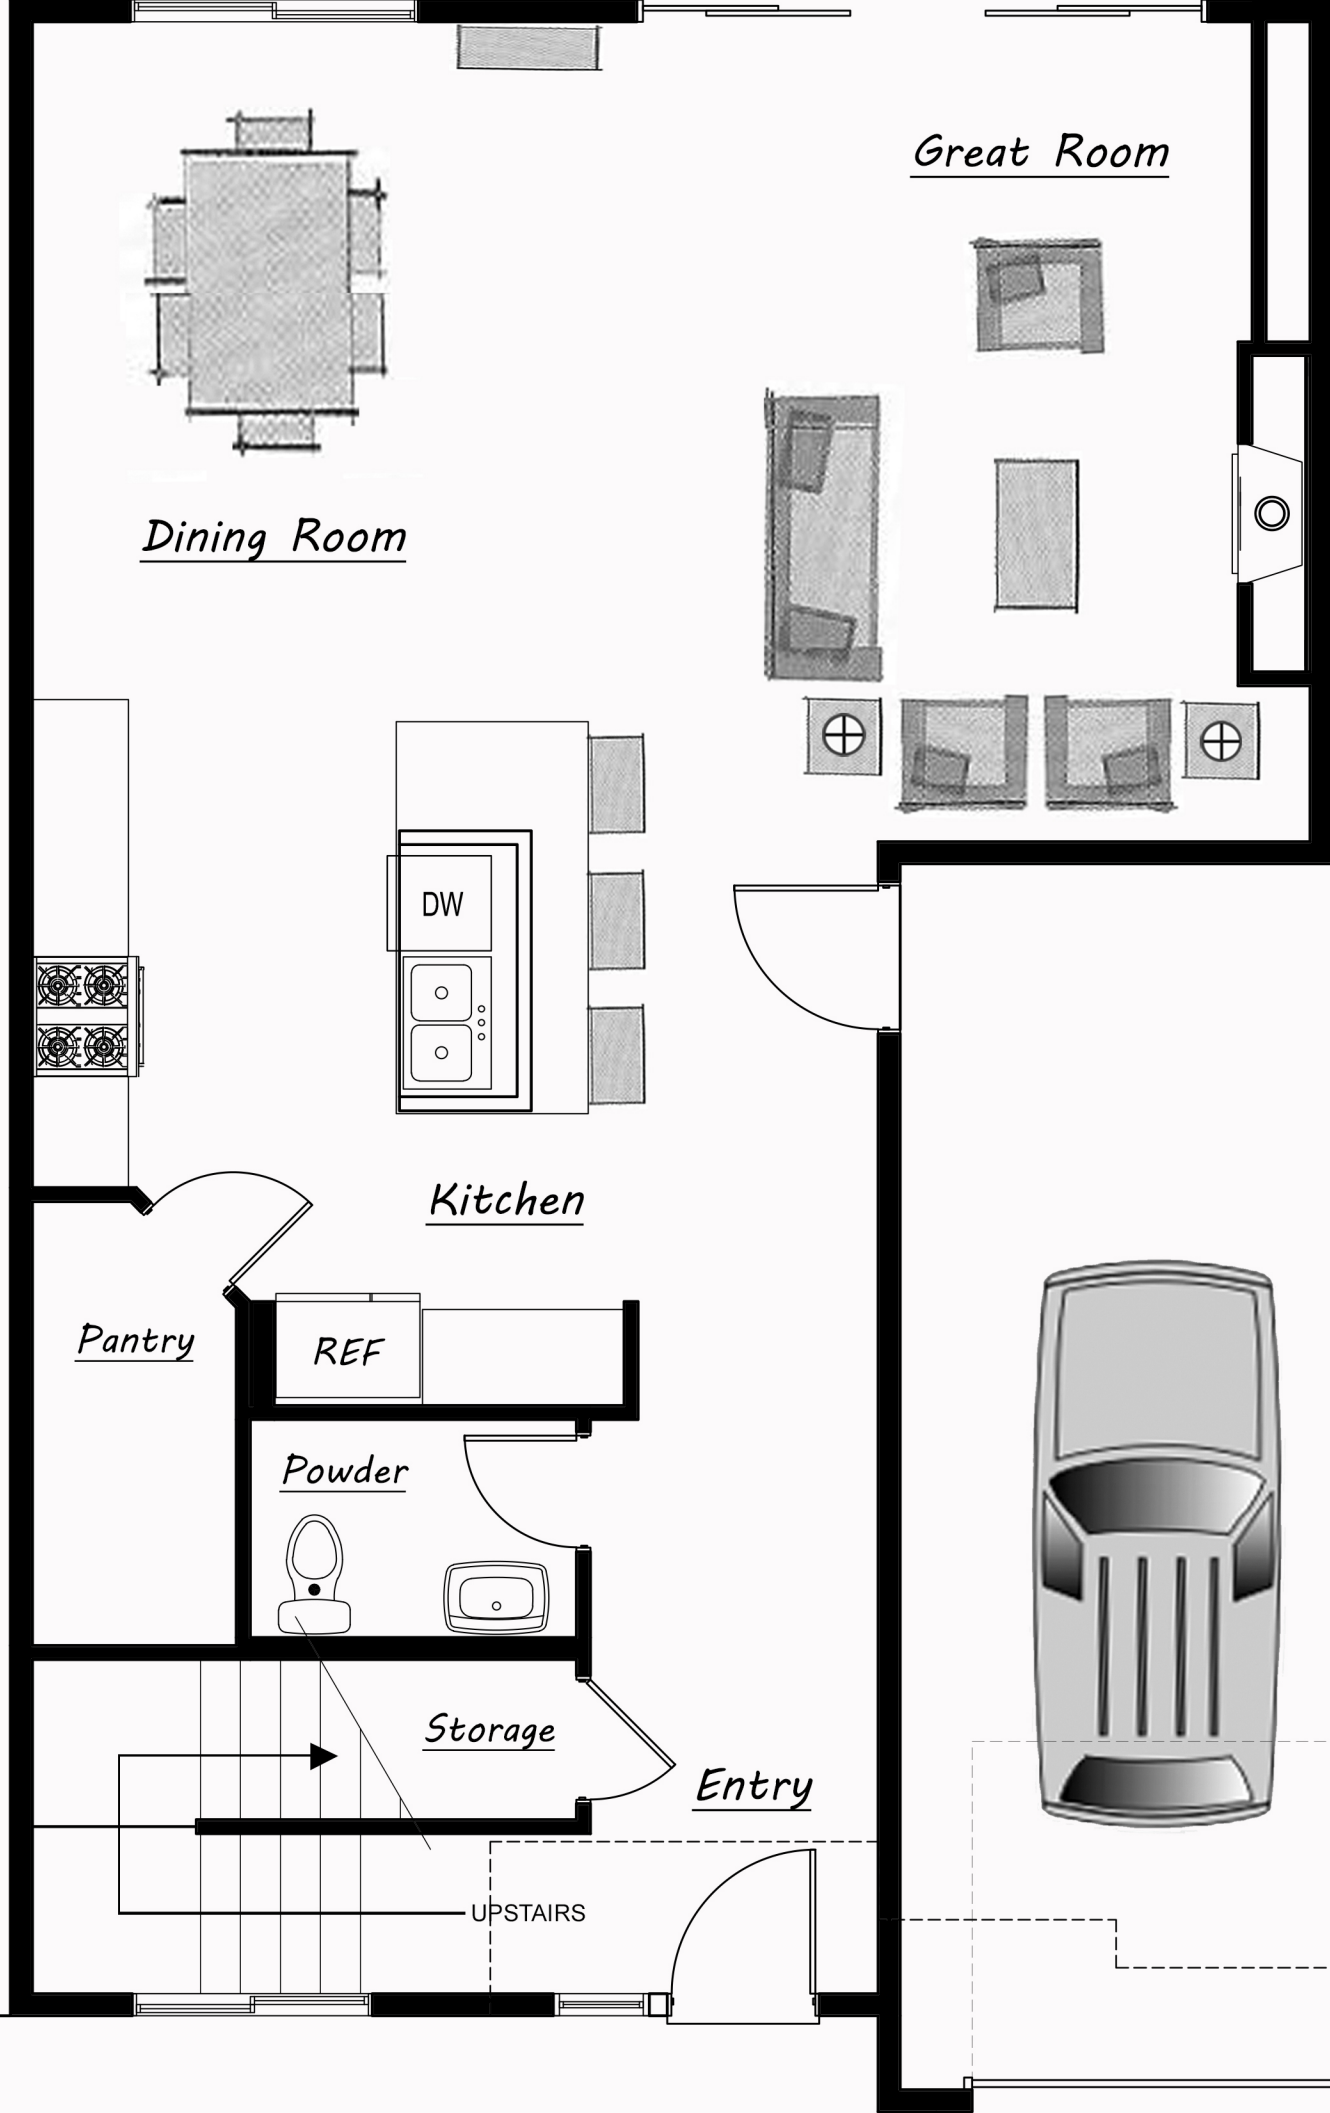 Great Room
Dining Room
DW
Kitchen
Pantry
REF
Powder
Storage
Entry
UPSTAIRS